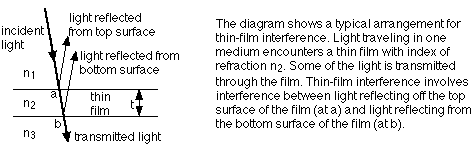 incident
light
light reflected
from top surface
light reflected from
bottom surface
n1
a
n2
thin
film
t
b
n3
transmitted light
The diagram shows a typical arrangement for
thin-film interference. Light traveling in one
medium encounters a thin film with index of
refraction n2. Some of the light is transmitted
through the film. Thin-film interference involves
interference between light reflecting off the top
surface of the film (at a) and light reflecting from
the bottom surface of the film (at b).